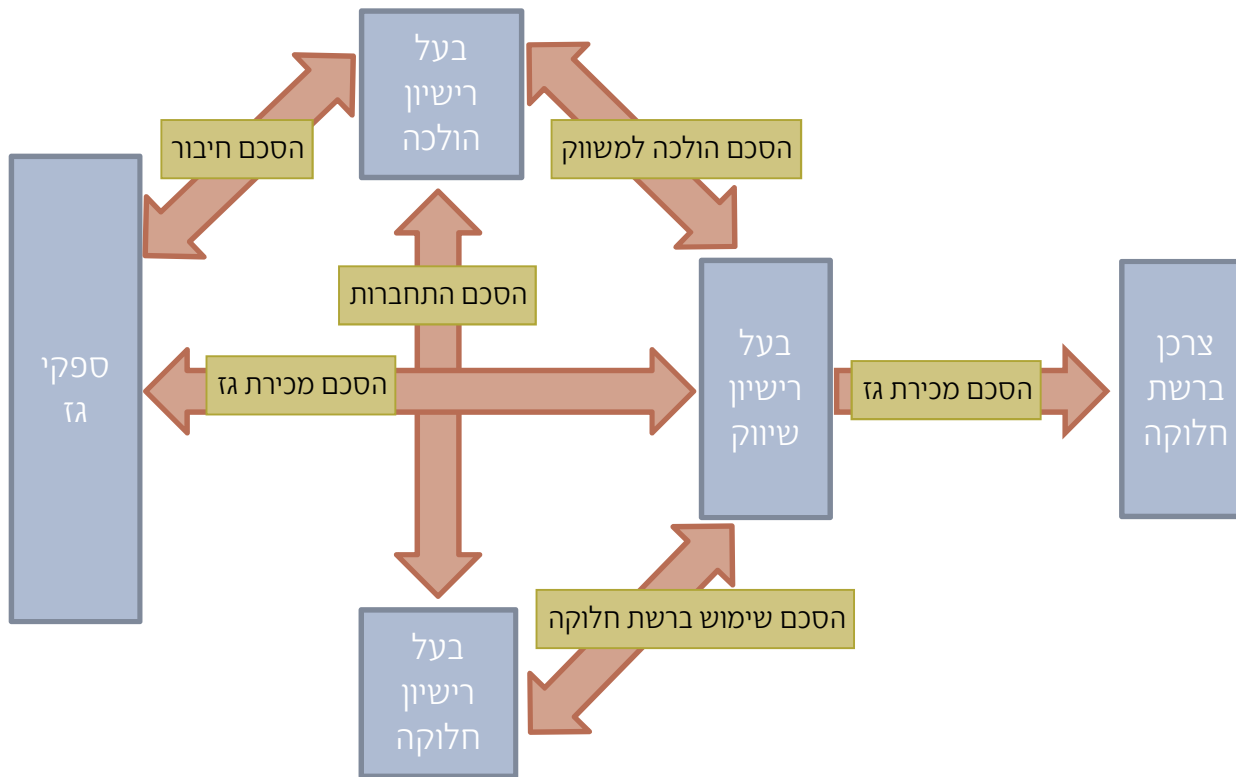 בעל
רישיון
הולכה
הסכם הולכה למשווק
הסכם חיבור
הסכם התחברות
צרכן
ברשת
חלוקה
הסכם מכירת גז
בעל
רישיון
שיווק
הסכם מכירת גז
ספקי
גז
הסכם שימוש ברשת חלוקה
בעל
רישיון
חלוקה